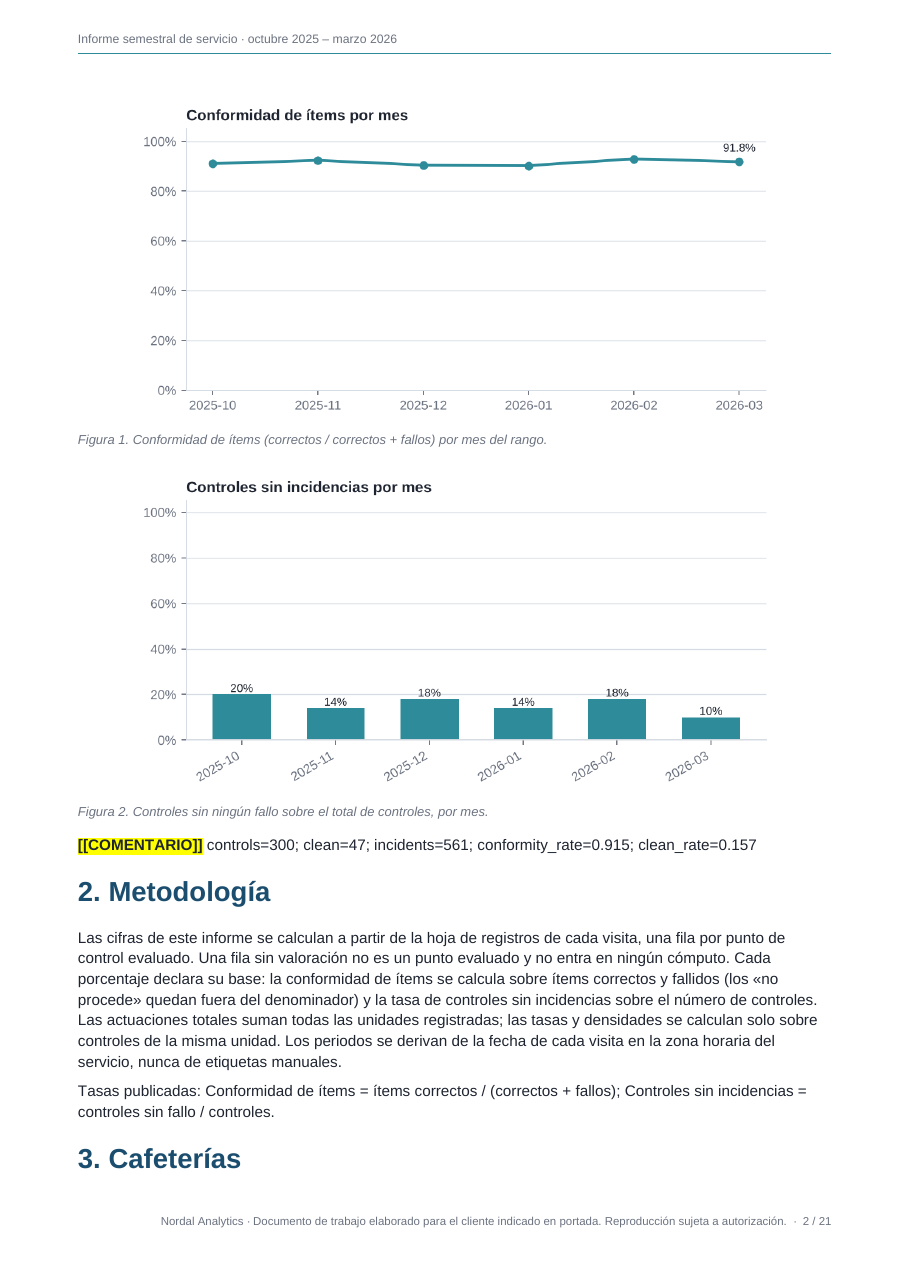 Informe semestral de servicio · octubre 2025 – marzo 2026
Conformidad de ítems por mes
100%
80%
60%
40%
20%
0%
91.8%
2025-10 2025-11 2025-12 2026-01 2026-02 2026-03
Figura 1. Conformidad de ítems (correctos / correctos + fallos) por mes del rango.
Controles sin incidencias por mes
100%
80%
60%
40%
20%
0%
20% 14% 18% 14% 18% 10%
2025-10 2025-11 2025-12 2026-01 2026-02 2026-03
Figura 2. Controles sin ningún fallo sobre el total de controles, por mes.
[[COMENTARIO]] controls=300; clean=47; incidents=561; conformity_rate=0.915; clean_rate=0.157
2. Metodología
Las cifras de este informe se calculan a partir de la hoja de registros de cada visita, una fila por punto de
control evaluado. Una fila sin valoración no es un punto evaluado y no entra en ningún cómputo. Cada
porcentaje declara su base: la conformidad de ítems se calcula sobre ítems correctos y fallidos (los «no
procede» quedan fuera del denominador) y la tasa de controles sin incidencias sobre el número de controles.
Las actuaciones totales suman todas las unidades registradas; las tasas y densidades se calculan solo sobre
controles de la misma unidad. Los periodos se derivan de la fecha de cada visita en la zona horaria del
servicio, nunca de etiquetas manuales.
Tasas publicadas: Conformidad de ítems = ítems correctos / (correctos + fallos); Controles sin incidencias =
controles sin fallo / controles.
3. Cafeterías
Nordal Analytics · Documento de trabajo elaborado para el cliente indicado en portada. Reproducción sujeta a autorización. · 2 / 21